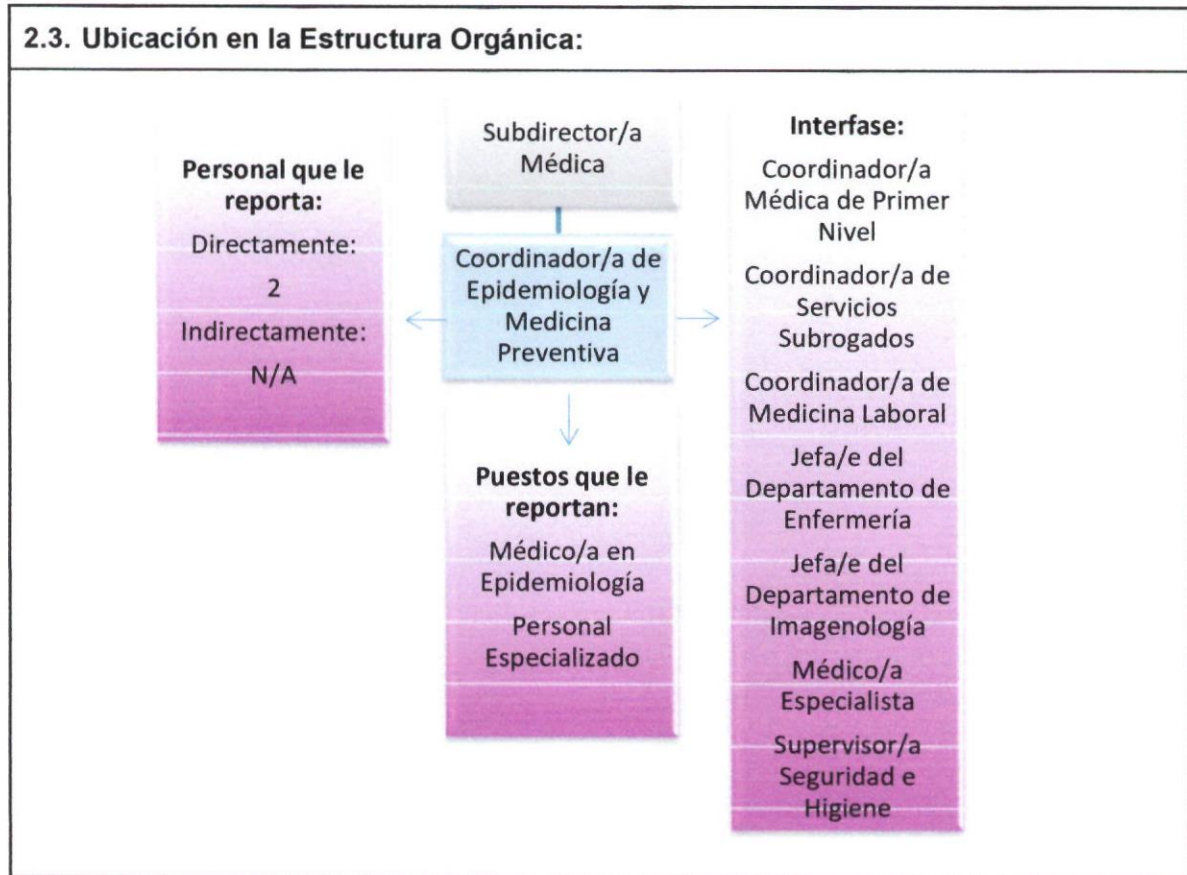 2.3. Ubicación en la Estructura Orgánica:
Personal que le
reporta:
Directamente:
2
Indirectamente:
N/A
Subdirector/a
Médica
Coordinador/a de
Epidemiología y
Medicina
Preventiva
Puestos que le
reportan:
Médico/a en
Epidemiología
Personal
Especializado
Interfase:
Coordinador/a
Médica de Primer
Nivel
Coordinador/a de
Servicios
Subrogados
Coordinador/a de
Medicina Laboral
Jefa/e del
Departamento de
Enfermería
Jefa/e del
Departamento de
Imagenología
Médico/a
Especialista
Supervisor/a
Seguridad e
Higiene